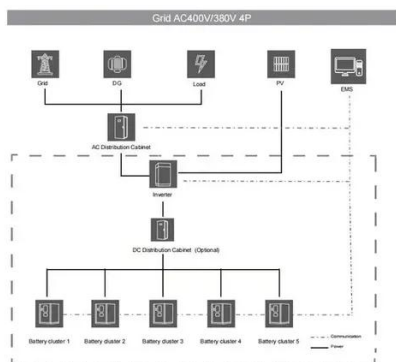 Grid AC400V/380V 4P
Grid
DG
Load
PV
EMS
AC Distribution Cabinet
Inverter
DC Distribution Cabinet (Optional)
Battery cluster 1
Battery cluster 2
Battery cluster 3
Battery cluster 4
Battery cluster 5
Communication
Power